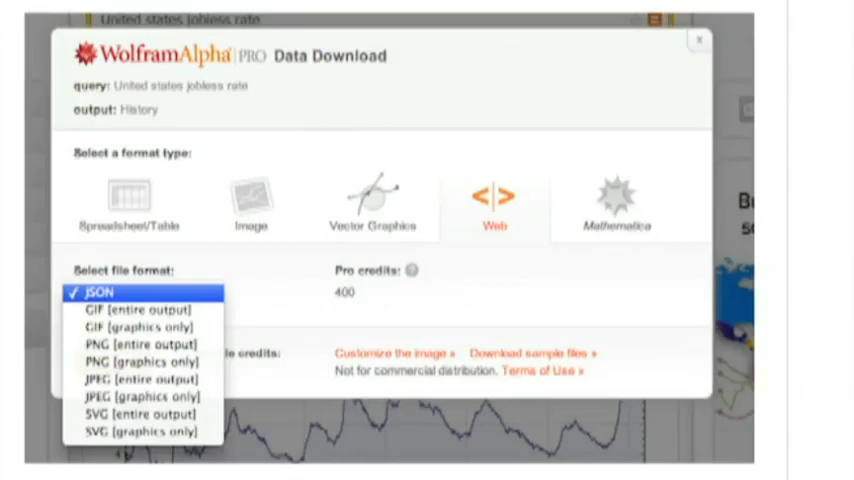 United states jobless rate
WolframAlpha PRO Data Download
x
query: United states jobless rate
output: History
Select a format type:
Spreadsheet/Table Image Vector Graphics Web Mathematica
Select file format: Pro credits: ?
JSON 400
GIF [entire output]
GIF [graphics only]
PNG [entire output]
PNG [graphics only] credits: Customize the image » Download sample files »
JPEG [entire output] Not for commercial distribution. Terms of Use »
JPEG [graphics only]
SVG [entire output]
SVG [graphics only]